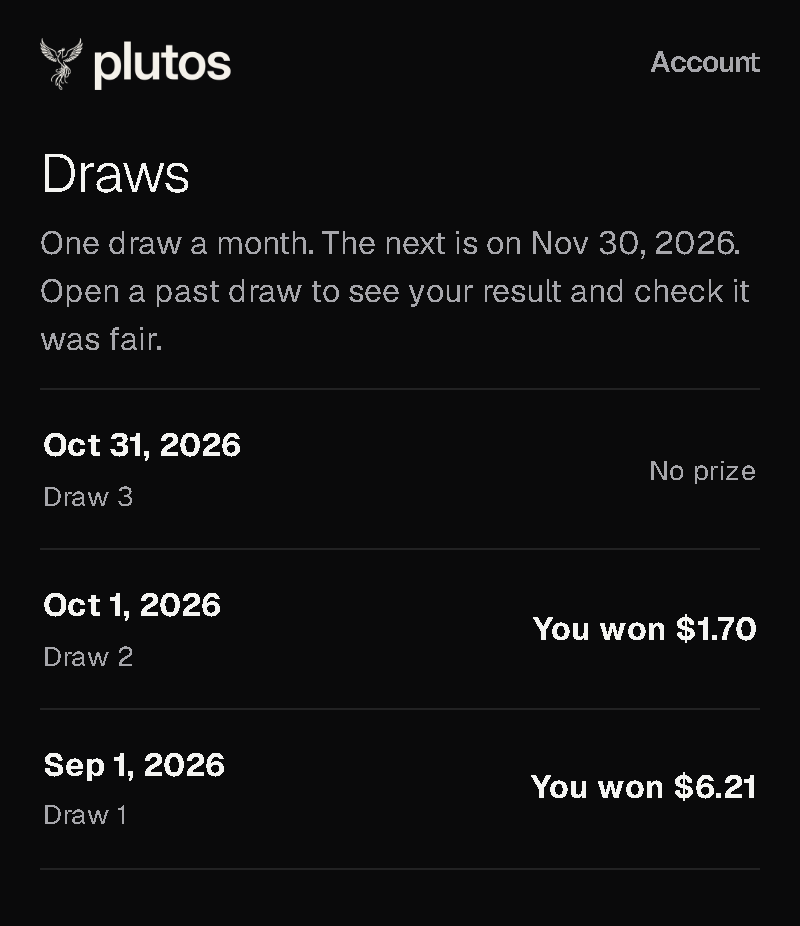 plutos
Account
Draws
One draw a month. The next is on Nov 30, 2026.
Open a past draw to see your result and check it
was fair.
Oct 31, 2026
Draw 3
No prize
Oct 1, 2026
Draw 2
You won $1.70
Sep 1, 2026
Draw 1
You won $6.21